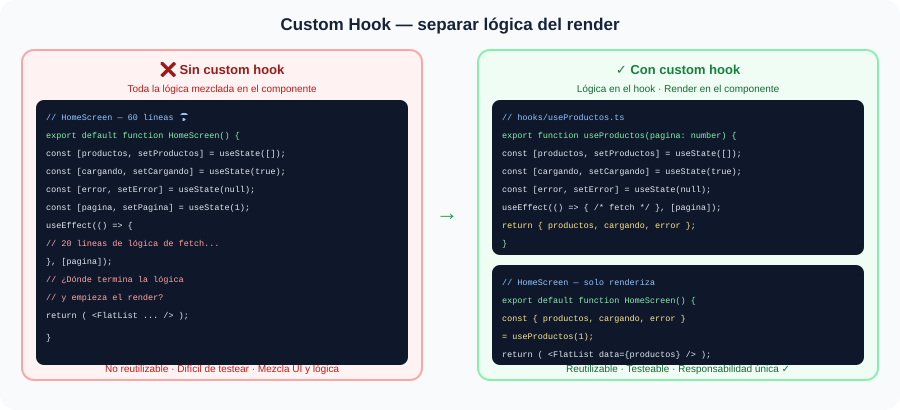 Custom Hook — separar lógica del render
❌ Sin custom hook
Toda la lógica mezclada en el componente
// HomeScreen — 60 líneas
export default function HomeScreen() {
const [productos, setProductos] = useState([]);
const [cargando, setCargando] = useState(true);
const [error, setError] = useState(null);
const [pagina, setPagina] = useState(1);
useEffect(() => {
// 20 líneas de lógica de fetch...
}, [pagina]);
// ¿Dónde termina la lógica
// y empieza el render?
return ( <FlatList ... /> );
}
No reutilizable · Difícil de testear · Mezcla UI y lógica
→
✓ Con custom hook
Lógica en el hook · Render en el componente
// hooks/useProductos.ts
export function useProductos(pagina: number) {
const [productos, setProductos] = useState([]);
const [cargando, setCargando] = useState(true);
const [error, setError] = useState(null);
useEffect(() => { /* fetch */ }, [pagina]);
return { productos, cargando, error };
}
// HomeScreen — solo renderiza
export default function HomeScreen() {
const { productos, cargando, error }
= useProductos(1);
return ( <FlatList data={productos} /> );
Reutilizable · Testeable · Responsabilidad única ✓